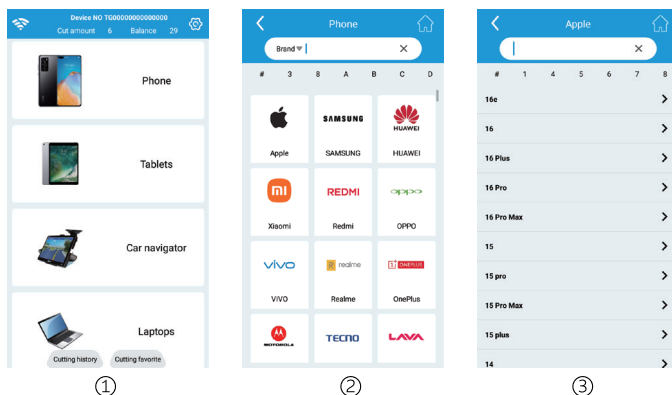 Device NO TG00000000000000
Cut amount 6 Balance 29
Phone
Tablets
Car navigator
Laptops
Cutting history Cutting favorite
①
Phone
Brand
# 3 8 A B C D
SAMSUNG
HUAWEI
Apple SAMSUNG HUAWEI
mi REDMI oppo
Xiaomi Redmi OPPO
vivo realme ONEPLUS
VIVO Realme OnePlus
MOTOROLA TECNO LAVA
②
Apple
# 1 4 5 6 7 8
16e
16
16 Plus
16 Pro
16 Pro Max
15
15 pro
15 Pro Max
15 plus
14
③